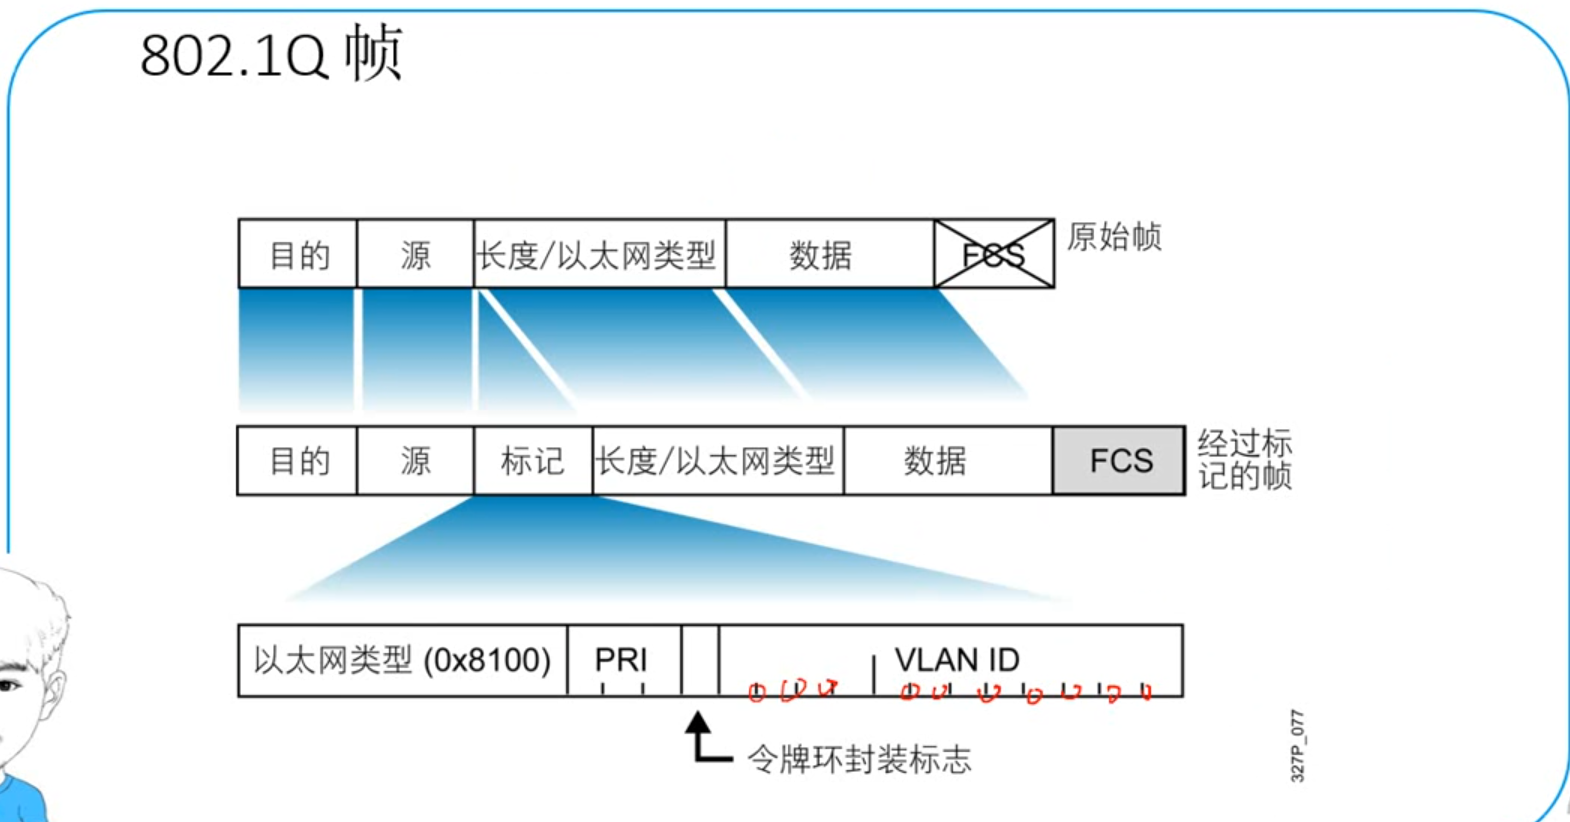 802.1Q 帧
目的 源 长度/以太网类型 数据 FCS 原始帧
目的 源 标记 长度/以太网类型 数据 FCS 经过标
记的帧
以太网类型 (0x8100) PRI VLAN ID
令牌环封装标志
327P_077